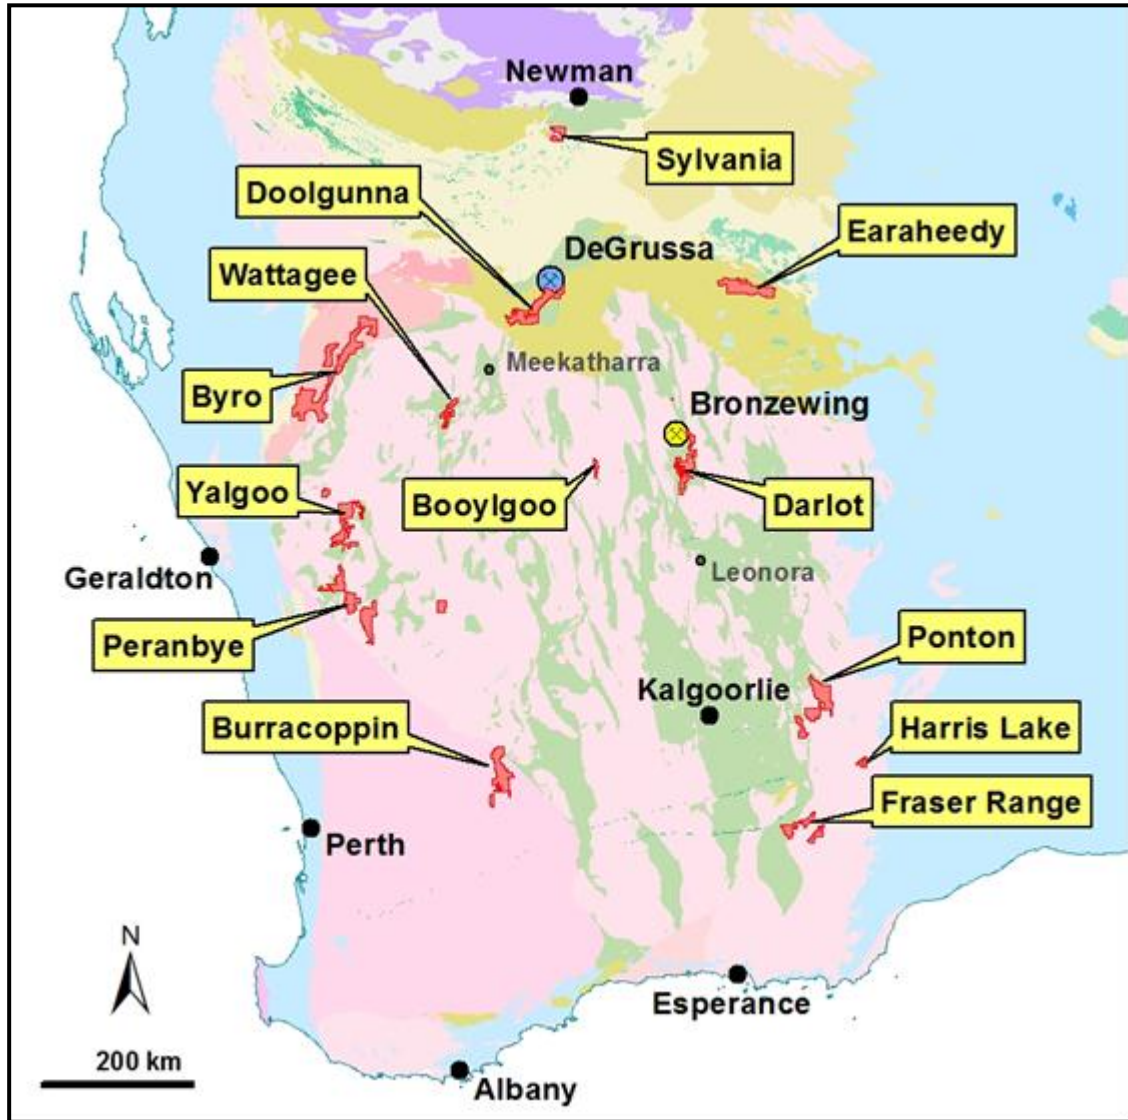 Newman
Sylvania
Doolgunna
Earaheedy
DeGrussa
Wattagee
Meekatharra
Byro
Bronzewing
Yalgoo
Booylgoo
Darlot
Geraldton
Leonora
Peranbye
Ponton
Kalgoorlie
Burracoppin
Harris Lake
Fraser Range
Perth
N
Esperance
200 km
Albany